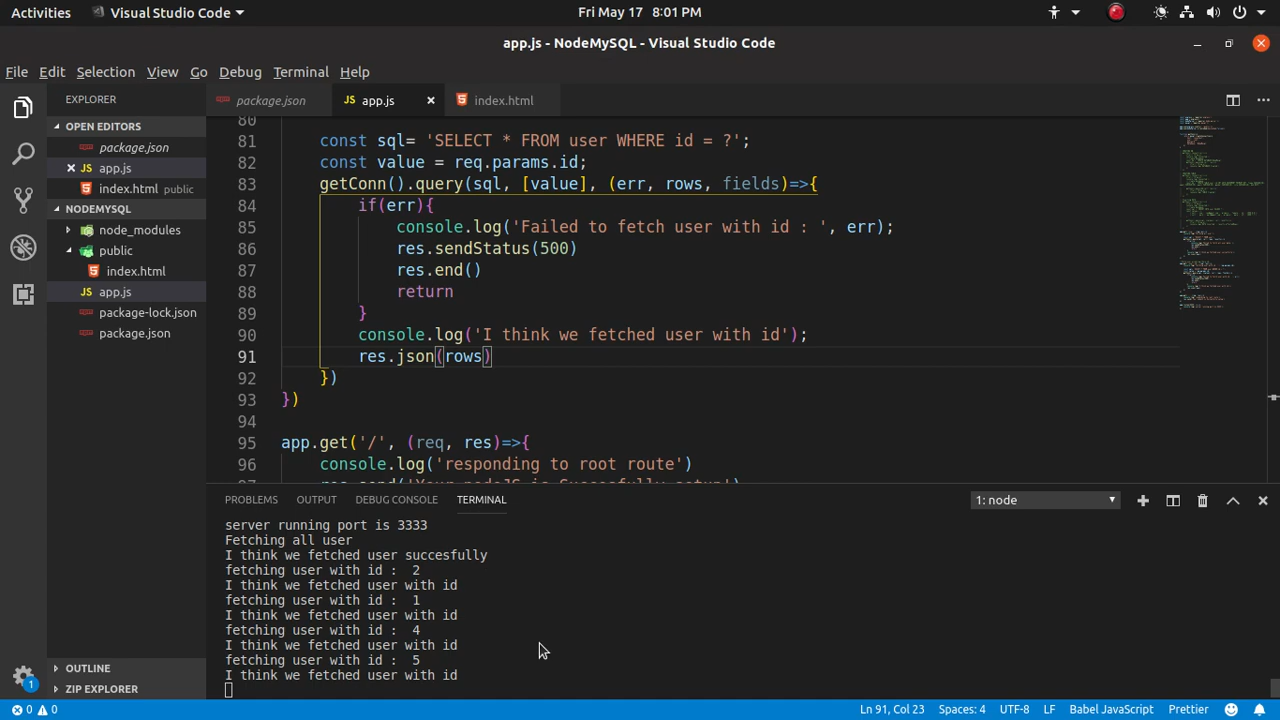 Activities
Visual Studio Code
Fri May 17 8:01 PM
app.js - NodeMySQL - Visual Studio Code
File Edit Selection View Go Debug Terminal Help
EXPLORER
OPEN EDITORS
package.json
app.js
index.html public
NODEMYSQL
node_modules
public
index.html
app.js
package-lock.json
package.json
OUTLINE
ZIP EXPLORER
package.json app.js index.html
80
81 const sql= 'SELECT * FROM user WHERE id = ?';
82 const value = req.params.id;
83 getConn().query(sql, [value], (err, rows, fields)=>{
84 if(err){
85 console.log('Failed to fetch user with id : ', err);
86 res.sendStatus(500)
87 res.end()
88 return
89 }
90 console.log('I think we fetched user with id');
91 res.json(rows)
92 })
93 })
94
95 app.get('/', (req, res)=>{
96 console.log('responding to root route')
97 res.send('Your nodeJS is Successfully setup')
PROBLEMS OUTPUT DEBUG CONSOLE TERMINAL
1: node
server running port is 3333
Fetching all user
I think we fetched user succesfully
fetching user with id : 2
I think we fetched user with id
fetching user with id : 1
I think we fetched user with id
fetching user with id : 4
I think we fetched user with id
fetching user with id : 5
I think we fetched user with id
1
0 0
Ln 91, Col 23 Spaces: 4 UTF-8 LF Babel JavaScript Prettier